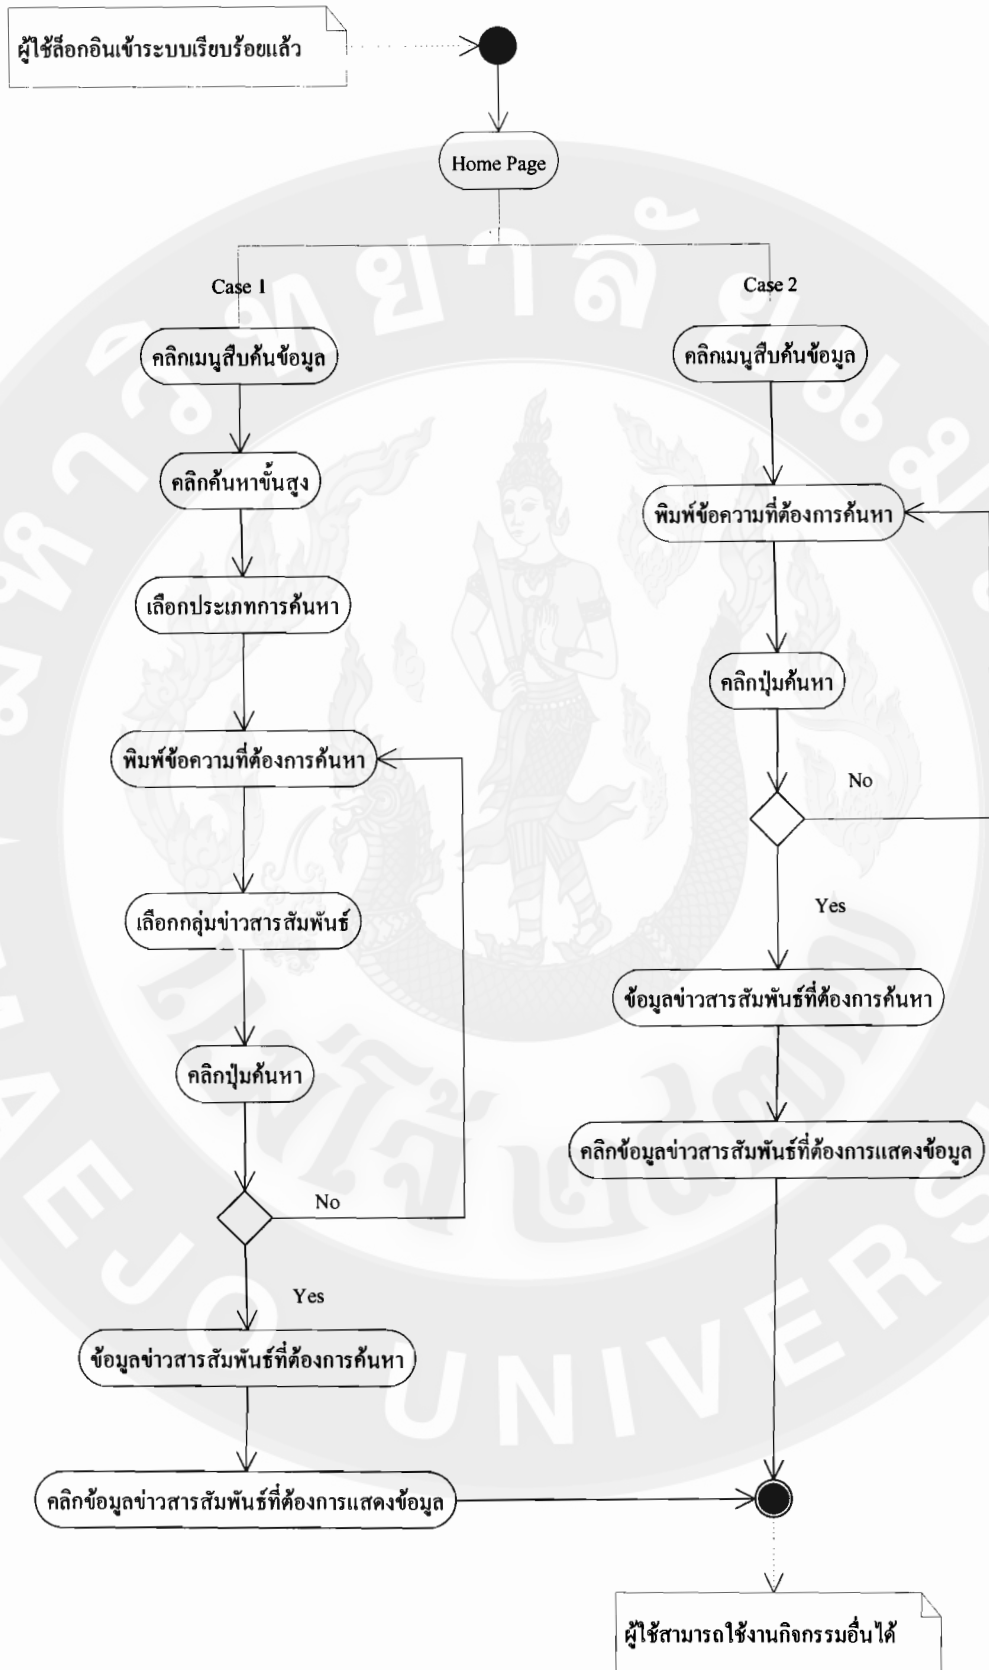 ผู้ใช้ล็อกอินเข้าระบบเรียบร้อยแล้ว
Home Page
Case 1
คลิกเมนูสืบค้นข้อมูล
คลิกค้นหาขั้นสูง
เลือกประเภทการค้นหา
พิมพ์ข้อความที่ต้องการค้นหา
เลือกกลุ่มข่าวสารสัมพันธ์
คลิกปุ่มค้นหา
No
Yes
ข้อมูลข่าวสารสัมพันธ์ที่ต้องการค้นหา
คลิกข้อมูลข่าวสารสัมพันธ์ที่ต้องการแสดงข้อมูล
Case 2
คลิกเมนูสืบค้นข้อมูล
พิมพ์ข้อความที่ต้องการค้นหา
คลิกปุ่มค้นหา
No
Yes
ข้อมูลข่าวสารสัมพันธ์ที่ต้องการค้นหา
คลิกข้อมูลข่าวสารสัมพันธ์ที่ต้องการแสดงข้อมูล
ผู้ใช้สามารถใช้งานกิจกรรมอื่นได้